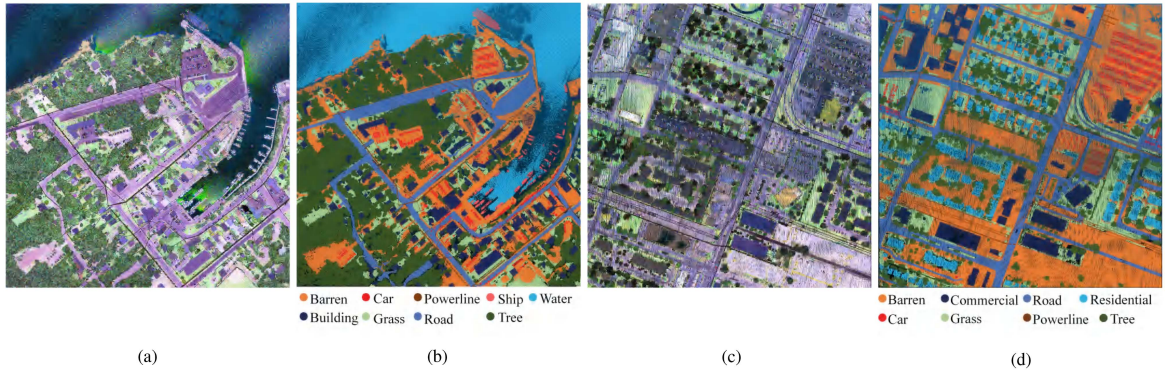 Barren Car Powerline Ship Water
Building Grass Road Tree
Barren Commercial Road Residential
Car Grass Powerline Tree
(a) (b) (c) (d)